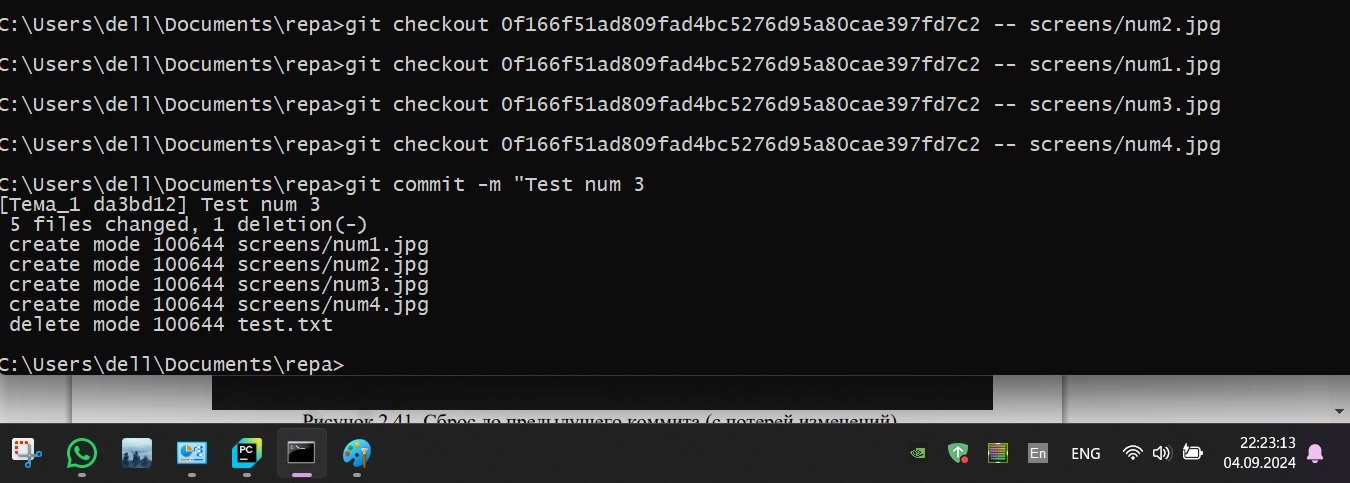 C:\Users\dell\Documents\repa>git checkout 0f166f51ad809fad4bc5276d95a80cae397fd7c2 -- screens/num2.jpg
C:\Users\dell\Documents\repa>git checkout 0f166f51ad809fad4bc5276d95a80cae397fd7c2 -- screens/num1.jpg
C:\Users\dell\Documents\repa>git checkout 0f166f51ad809fad4bc5276d95a80cae397fd7c2 -- screens/num3.jpg
C:\Users\dell\Documents\repa>git checkout 0f166f51ad809fad4bc5276d95a80cae397fd7c2 -- screens/num4.jpg
C:\Users\dell\Documents\repa>git commit -m "Test num 3
[Тема_1 da3bd12] Test num 3
5 files changed, 1 deletion(-)
create mode 100644 screens/num1.jpg
create mode 100644 screens/num2.jpg
create mode 100644 screens/num3.jpg
create mode 100644 screens/num4.jpg
delete mode 100644 test.txt
C:\Users\dell\Documents\repa>
Рисунок 2.41. Сброс до предыдущего коммита (с потерей изменений)
PC
En
ENG
22:23:13
04.09.2024